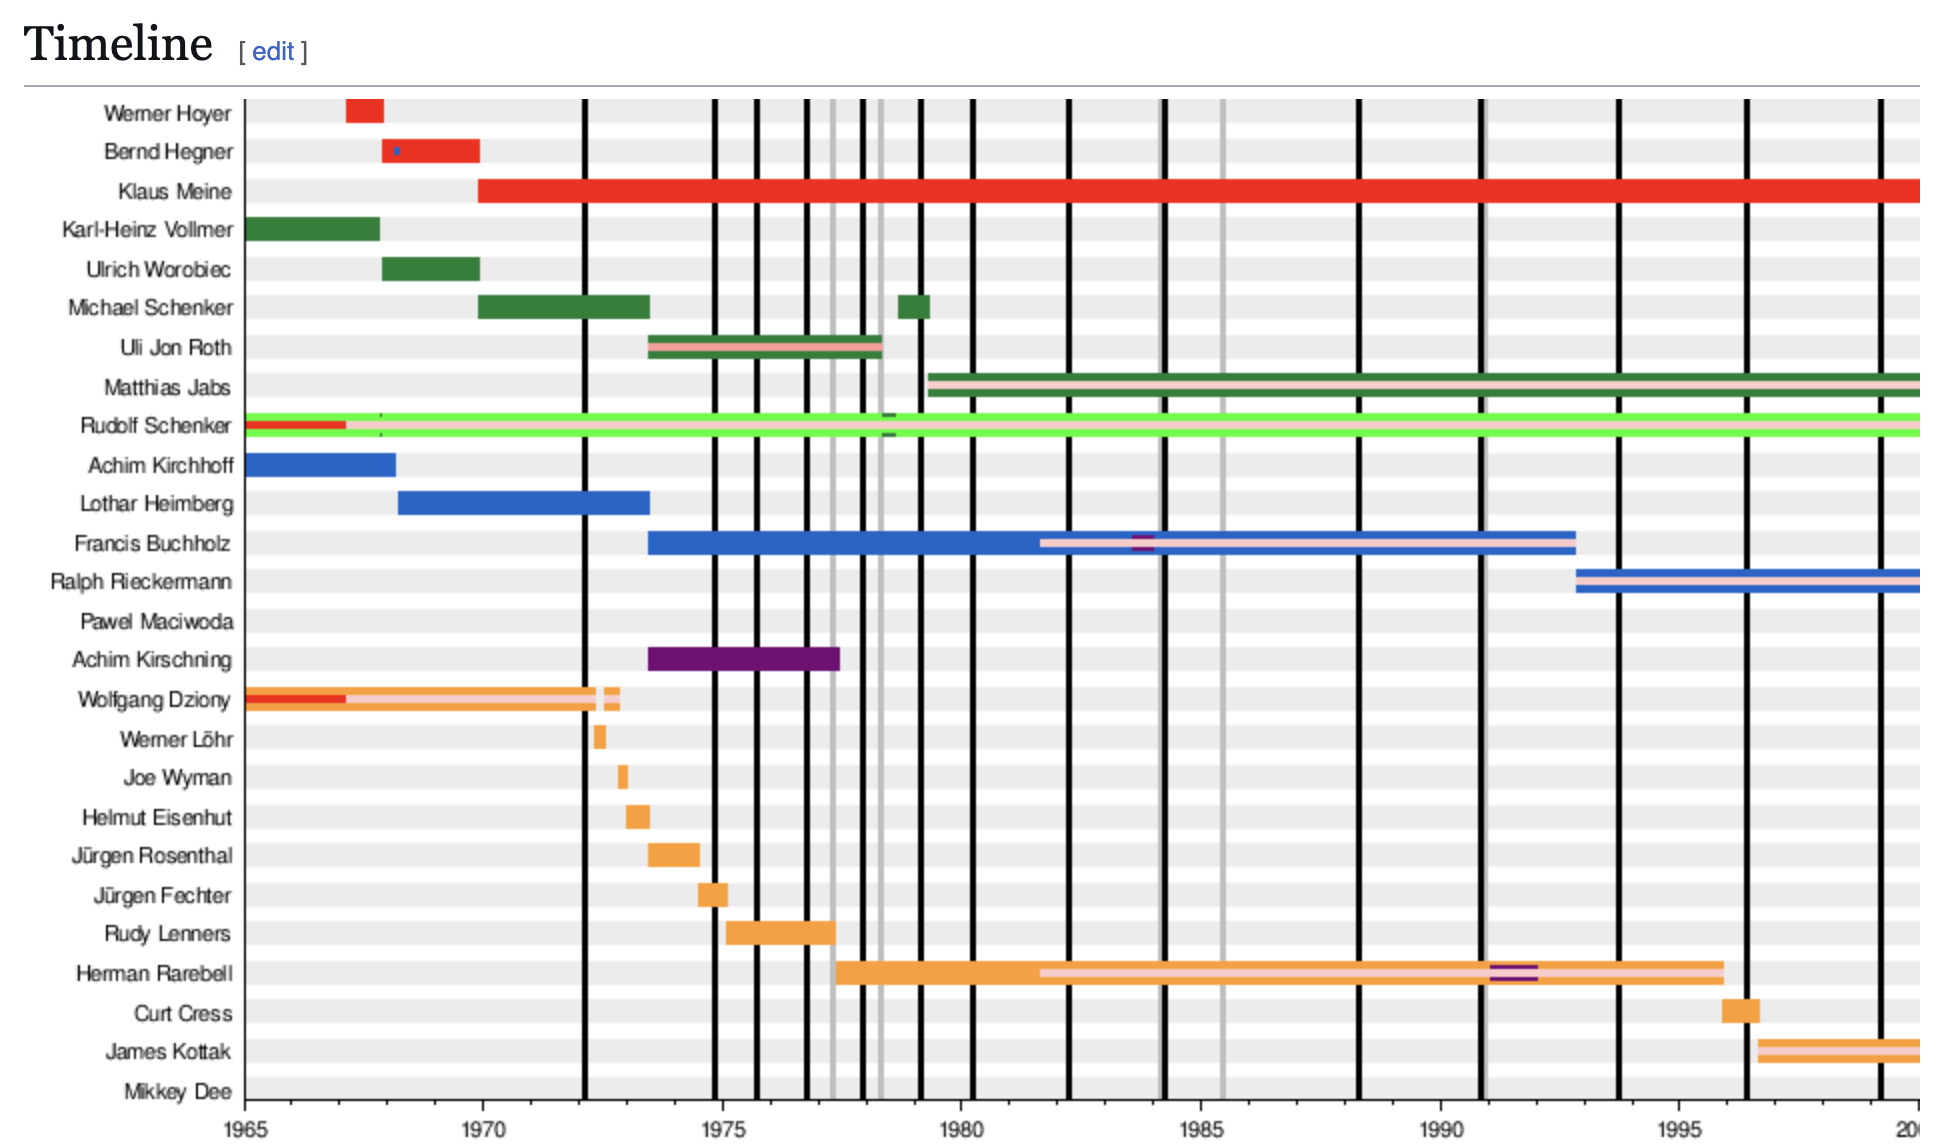 Timeline [ edit ]
Werner Hoyer
Bernd Hegner
Klaus Meine
Karl-Heinz Vollmer
Ulrich Worobiec
Michael Schenker
Uli Jon Roth
Matthias Jabs
Rudolf Schenker
Achim Kirchhoff
Lothar Heimberg
Francis Buchholz
Ralph Rieckermann
Pawel Maciwoda
Achim Kirschning
Wolfgang Dziony
Werner Löhr
Joe Wyman
Helmut Eisenhut
Jürgen Rosenthal
Jürgen Fechter
Rudy Lenners
Herman Rarebell
Curt Cress
James Kottak
Mikkey Dee
1965 1970 1975 1980 1985 1990 1995 20